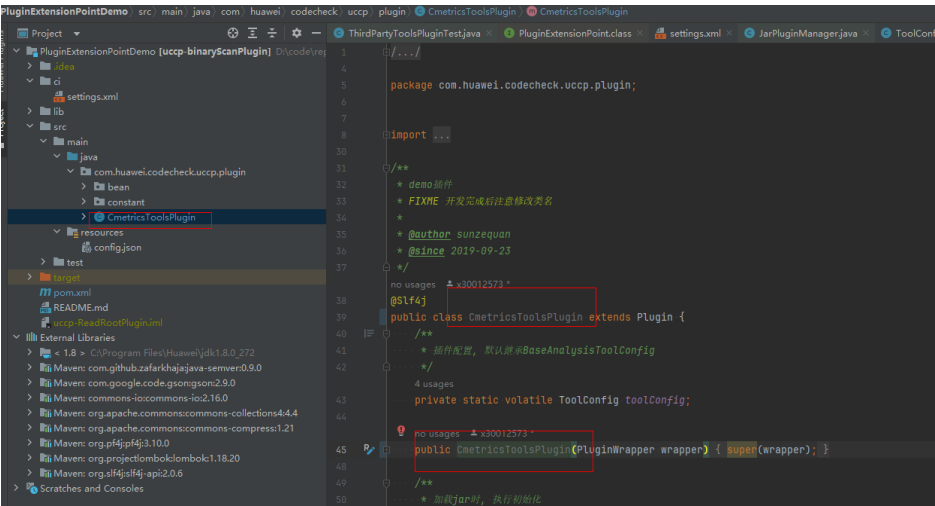 PluginExtensionPointDemo src main java com huawei codecheck uccp plugin CmetricsToolsPlugin CmetricsToolsPlugin
Project
ThirdPartyToolsPluginTest.java PluginExtensionPoint.class settings.xml JarPluginManager.java ToolConf
PluginExtensionPointDemo [uccp-binaryScanPlugin] D:\code\rep
.idea
ci
settings.xml
lib
src
main
java
com.huawei.codecheck.uccp.plugin
bean
constant
CmetricsToolsPlugin
resources
config.json
test
target
pom.xml
README.md
uccp-ReadRootPlugin.iml
External Libraries
< 1.8 > C:\Program Files\Huawei\jdk1.8.0_272
Maven: com.github.zafarkhaja:java-semver:0.9.0
Maven: com.google.code.gson:gson:2.9.0
Maven: commons-io:commons-io:2.16.0
Maven: org.apache.commons:commons-collections4:4.4
Maven: org.apache.commons:commons-compress:1.21
Maven: org.pf4j:pf4j:3.10.0
Maven: org.projectlombok:lombok:1.18.20
Maven: org.slf4j:slf4j-api:2.0.6
Scratches and Consoles
1 /.../
4
5 package com.huawei.codecheck.uccp.plugin;
6
7
8 import ...
30
31 /**
32 * demo插件
33 * FIXME 开发完成后注意修改类名
34 *
35 * @author sunzequan
36 * @since 2019-09-23
37 */
no usages x30012573 *
38 @Slf4j
39 public class CmetricsToolsPlugin extends Plugin {
40 /**
41 * 插件配置, 默认继承BaseAnalysisToolConfig
42 */
4 usages
43 private static volatile ToolConfig toolConfig;
44
no usages x30012573 *
45 public CmetricsToolsPlugin(PluginWrapper wrapper) { super(wrapper); }
48
49 /**
50 * 加载jar时, 执行初始化